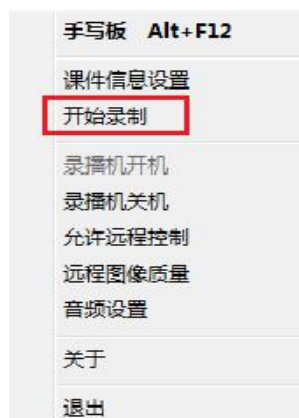 手写板 Alt+F12
课件信息设置
开始录制
录播机开机
录播机关机
允许远程控制
远程图像质量
音频设置
关于
退出